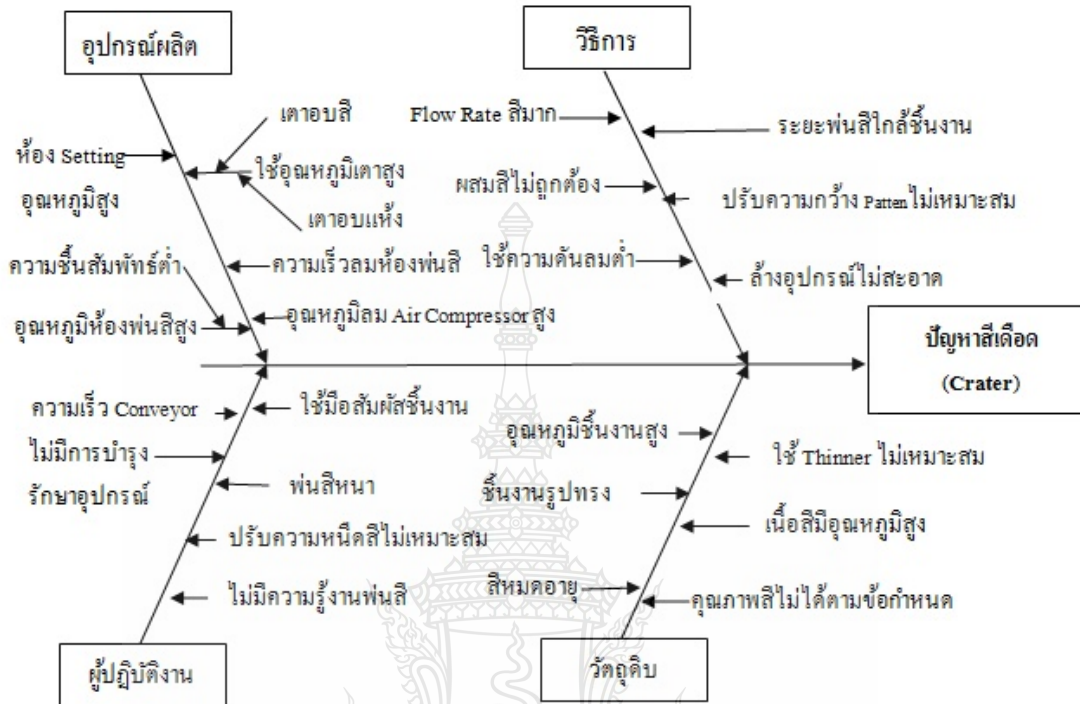 อุปกรณ์ผลิต
วิธีการ
เตาอบสี
ห้อง Setting
อุณหภูมิสูง
ใช้อุณหภูมิเตาสูง
เตาอบแห้ง
ความเร็วลมห้องพ่นสี
ความชื้นสัมพัทธ์ต่ำ
อุณหภูมิลม Air Compressor สูง
อุณหภูมิห้องพ่นสีสูง
Flow Rate สีมาก
ระยะพ่นสีใกล้ชิ้นงาน
ผสมสีไม่ถูกต้อง
ปรับความกว้าง Patten ไม่เหมาะสม
ใช้ความดันลมต่ำ
ล้างอุปกรณ์ไม่สะอาด
ปัญหาสีเดือด
(Crater)
ความเร็ว Conveyor
ใช้มือสัมผัสชิ้นงาน
ไม่มีการบำรุง
รักษาอุปกรณ์
พ่นสีหนา
ปรับความหนืดสีไม่เหมาะสม
ไม่มีความรู้งานพ่นสี
ผู้ปฏิบัติงาน
อุณหภูมิชิ้นงานสูง
ใช้ Thinner ไม่เหมาะสม
ชิ้นงานรูปทรง
เนื้อสีมีอุณหภูมิสูง
สีหมดอายุ
คุณภาพสีไม่ได้ตามข้อกำหนด
วัตถุดิบ